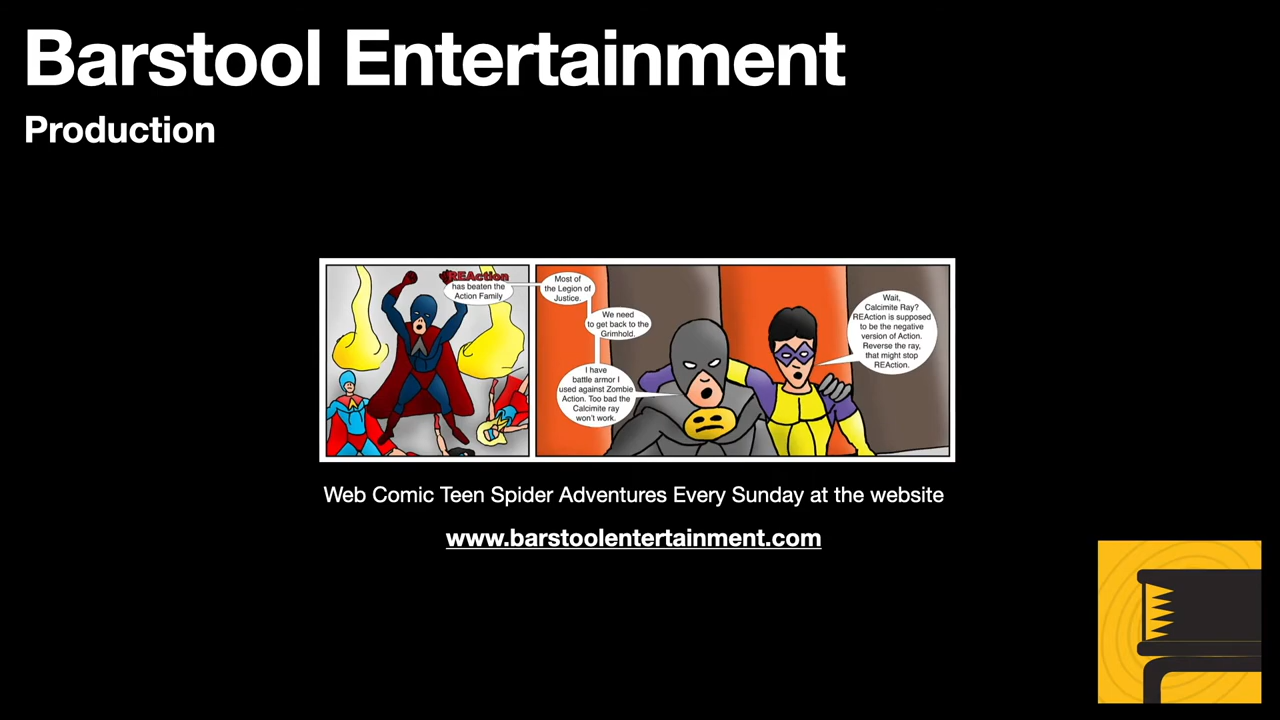 Barstool Entertainment
Production
REAction
has beaten the
Action Family
Most of
the Legion of
Justice.
We need
to get back to the
Grimhold.
I have
battle armor I
used against Zombie
Action. Too bad the
Calcimite ray
won't work.
Wait,
Calcimite Ray?
REAction is supposed
to be the negative
version of Action.
Reverse the ray,
that might stop
REAction.
Web Comic Teen Spider Adventures Every Sunday at the website
www.barstoolentertainment.com